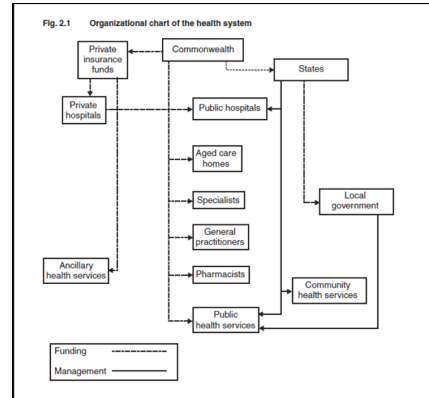 Fig. 2.1 Organizational chart of the health system
Private
insurance
funds
Commonwealth
States
Private
hospitals
Public hospitals
Aged care
homes
Specialists
Local
government
General
practitioners
Ancillary
health services
Pharmacists
Community
health services
Public
health services
Funding
Management